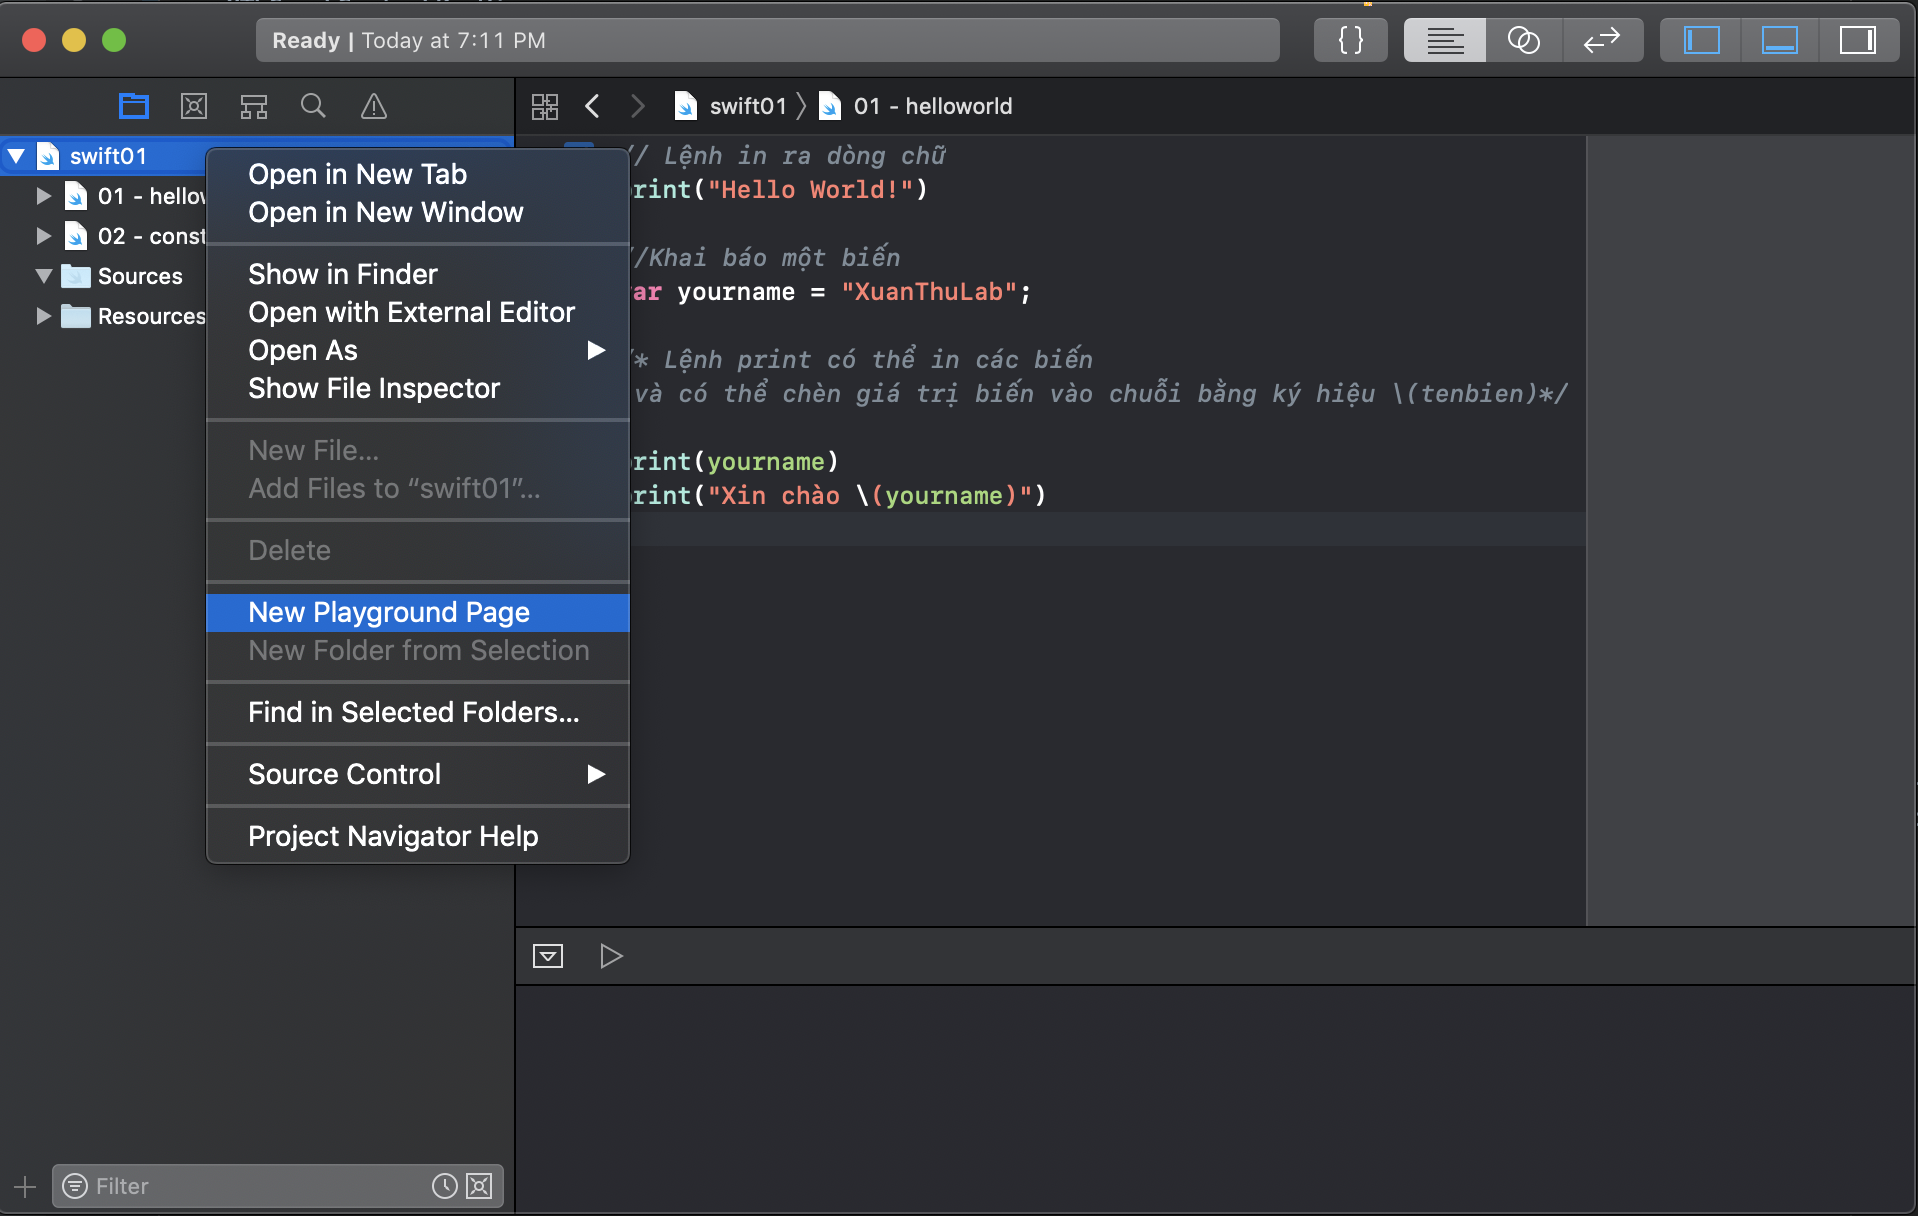 Ready | Today at 7:11 PM
{ }
swift01 〉 01 - helloworld
swift01
01 - hellow
02 - const
Sources
Resources
Open in New Tab
Open in New Window
Show in Finder
Open with External Editor
Open As
Show File Inspector
New File...
Add Files to “swift01”...
Delete
New Playground Page
New Folder from Selection
Find in Selected Folders...
Source Control
Project Navigator Help
// Lệnh in ra dòng chữ
rint("Hello World!")
//Khai báo một biến
ar yourname = "XuanThuLab";
/* Lệnh print có thể in các biến
và có thể chèn giá trị biến vào chuỗi bằng ký hiệu \(tenbien)*/
rint(yourname)
rint("Xin chào \(yourname)")
Filter